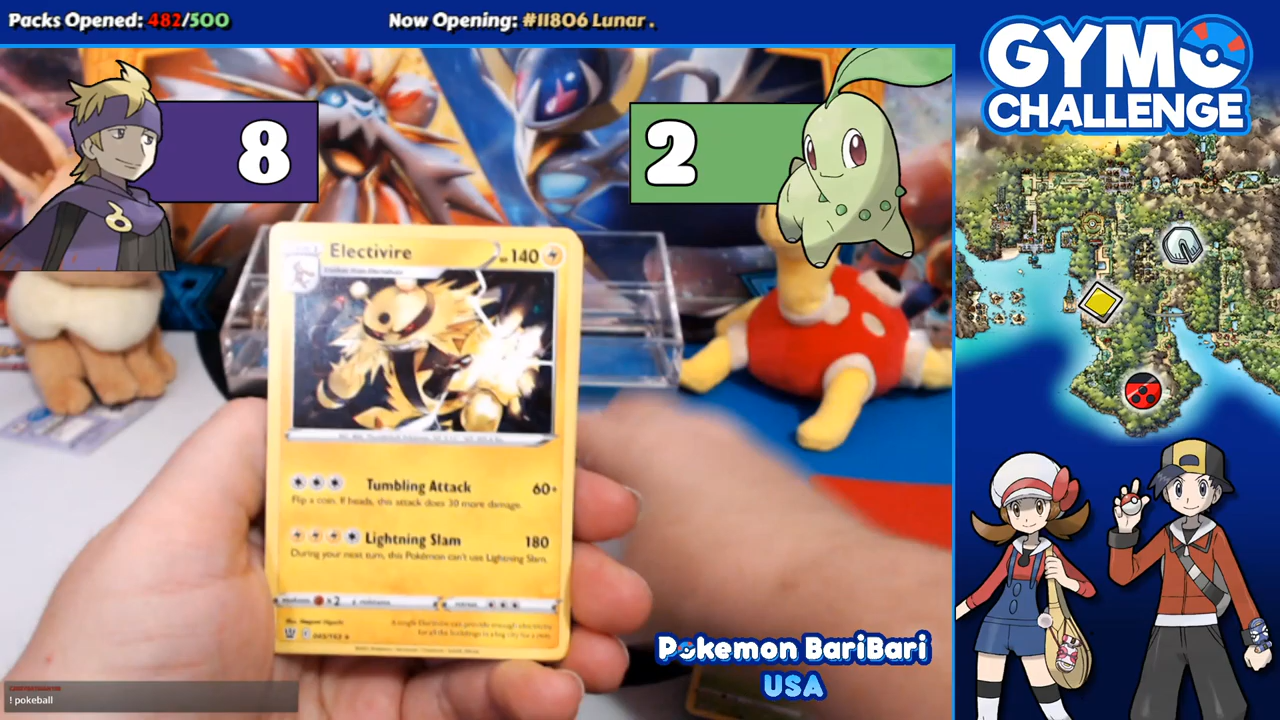 Packs Opened: 482/500
Now Opening: #11806 Lunar .
GYM
CHALLENGE
8
2
Electivire
140
Tumbling Attack 60+
Flip a coin. If heads, this attack does 30 more damage.
Lightning Slam 180
During your next turn, this Pokémon can't use Lightning Slam.
×2
Pokemon BariBari
USA
! pokeball